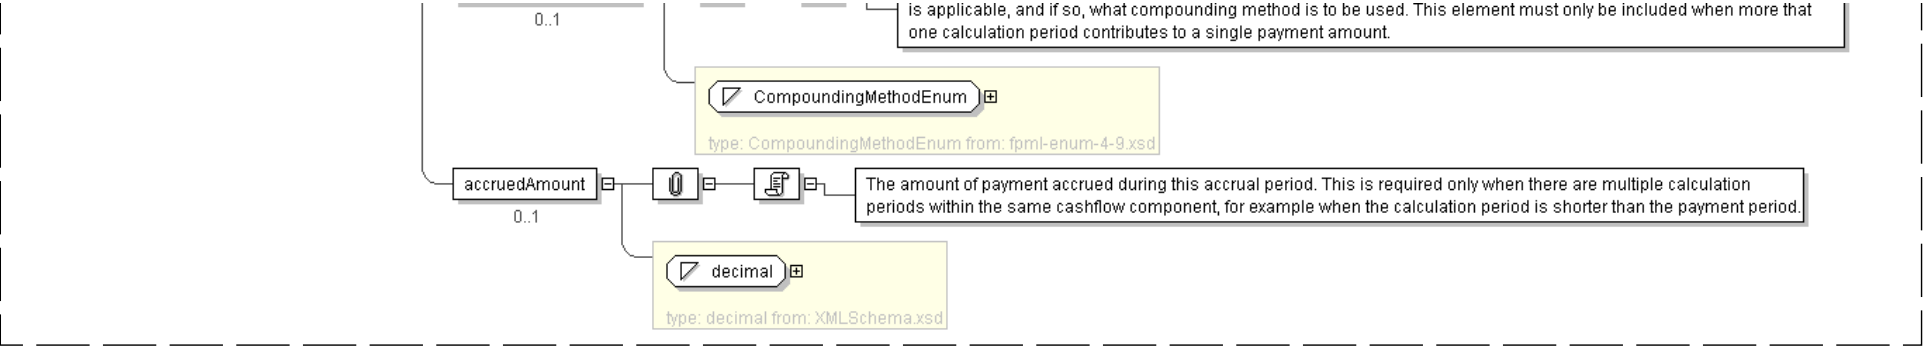 0..1
is applicable, and if so, what compounding method is to be used. This element must only be included when more that
one calculation period contributes to a single payment amount.
CompoundingMethodEnum
type: CompoundingMethodEnum from: fpml-enum-4-9.xsd
accruedAmount
0..1
The amount of payment accrued during this accrual period. This is required only when there are multiple calculation
periods within the same cashflow component, for example when the calculation period is shorter than the payment period.
decimal
type: decimal from: XMLSchema.xsd